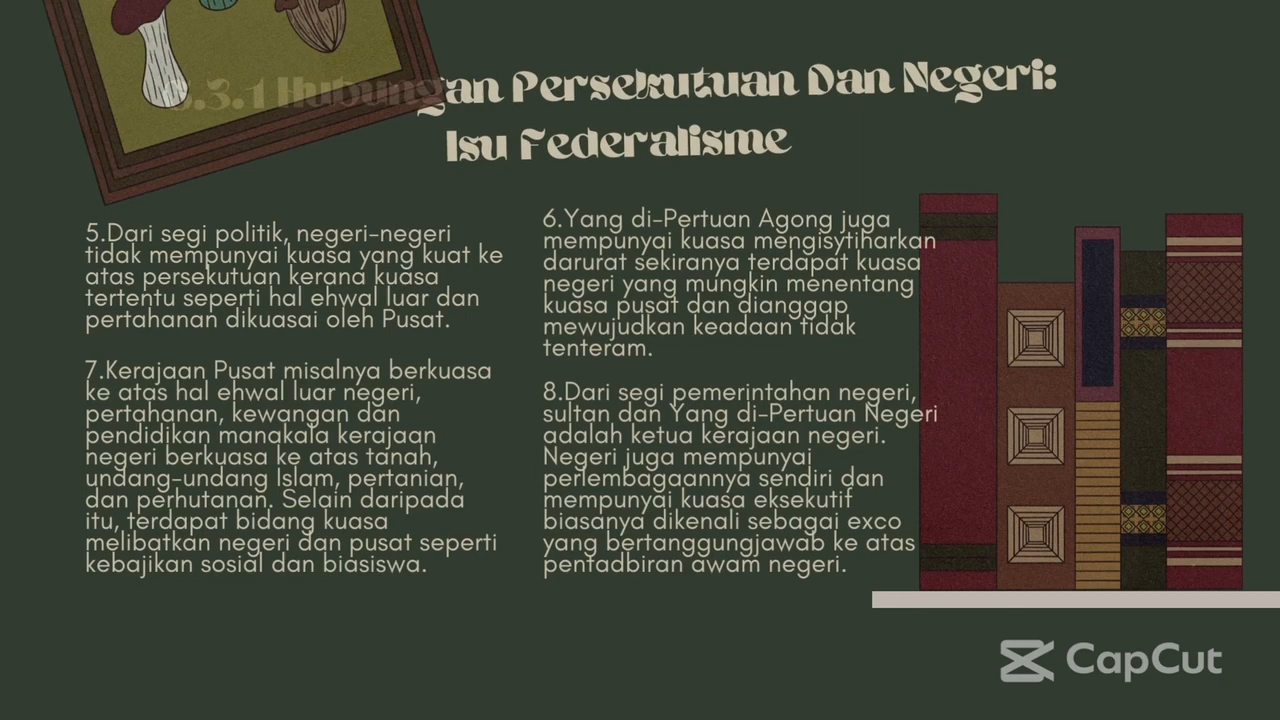 3.3.1 Hubungan Persekutuan Dan Negeri:
Isu Federalisme
5.Dari segi politik, negeri-negeri
tidak mempunyai kuasa yang kuat ke
atas persekutuan kerana kuasa
tertentu seperti hal ehwal luar dan
pertahanan dikuasai oleh Pusat.
6.Yang di-Pertuan Agong juga
mempunyai kuasa mengisytiharkan
darurat sekiranya terdapat kuasa
negeri yang mungkin menentang
kuasa pusat dan dianggap
mewujudkan keadaan tidak
tenteram.
7.Kerajaan Pusat misalnya berkuasa
ke atas hal ehwal luar negeri,
pertahanan, kewangan dan
pendidikan manakala kerajaan
negeri berkuasa ke atas tanah,
undang-undang Islam, pertanian,
dan perhutanan. Selain daripada
itu, terdapat bidang kuasa
melibatkan negeri dan pusat seperti
kebajikan sosial dan biasiswa.
8.Dari segi pemerintahan negeri,
sultan dan Yang di-Pertuan Negeri
adalah ketua kerajaan negeri.
Negeri juga mempunyai
perlembagaannya sendiri dan
mempunyai kuasa eksekutif
biasanya dikenali sebagai exco
yang bertanggungjawab ke atas
pentadbiran awam negeri.
CapCut